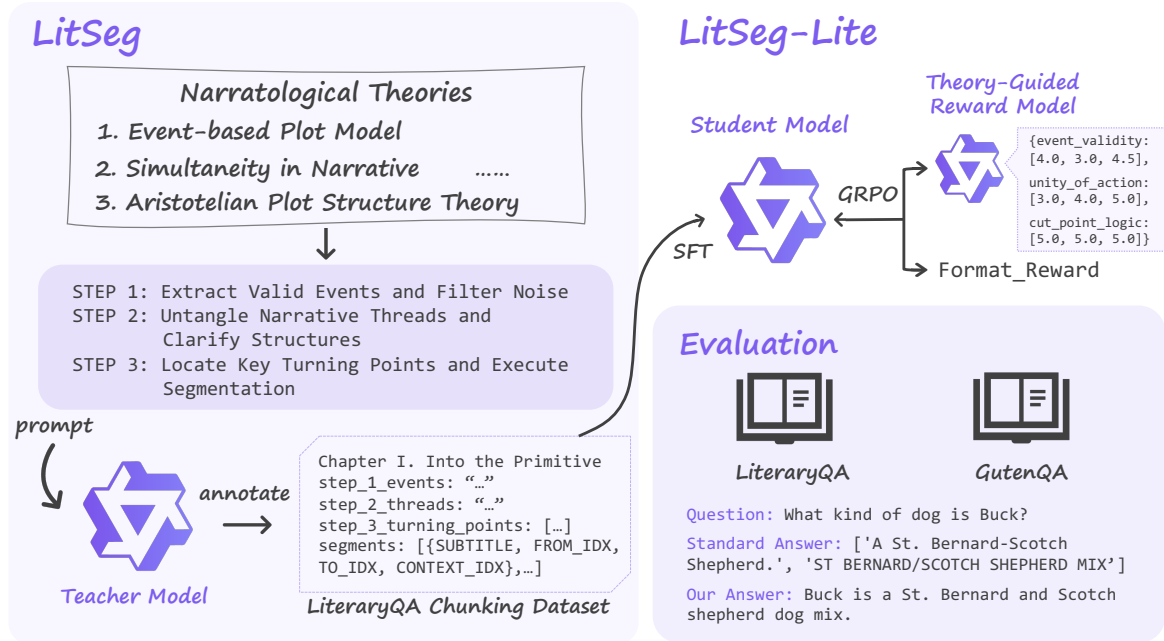 LitSeg
Narratological Theories
1. Event-based Plot Model
2. Simultaneity in Narrative ......
3. Aristotelian Plot Structure Theory
STEP 1: Extract Valid Events and Filter Noise
STEP 2: Untangle Narrative Threads and
Clarify Structures
STEP 3: Locate Key Turning Points and Execute
Segmentation
prompt
Teacher Model
annotate
Chapter I. Into the Primitive
step_1_events: “…”
step_2_threads: “…”
step_3_turning_points: […]
segments: [{SUBTITLE, FROM_IDX,
TO_IDX, CONTEXT_IDX},…]
LiteraryQA Chunking Dataset
LitSeg-Lite
SFT
Student Model
GRPO
Theory-Guided
Reward Model
{event_validity:
[4.0, 3.0, 4.5],
unity_of_action:
[3.0, 4.0, 5.0],
cut_point_logic:
[5.0, 5.0, 5.0]}
Format_Reward
Evaluation
LiteraryQA
GutenQA
Question: What kind of dog is Buck?
Standard Answer: ['A St. Bernard-Scotch
Shepherd.', 'ST BERNARD/SCOTCH SHEPHERD MIX’]
Our Answer: Buck is a St. Bernard and Scotch
shepherd dog mix.